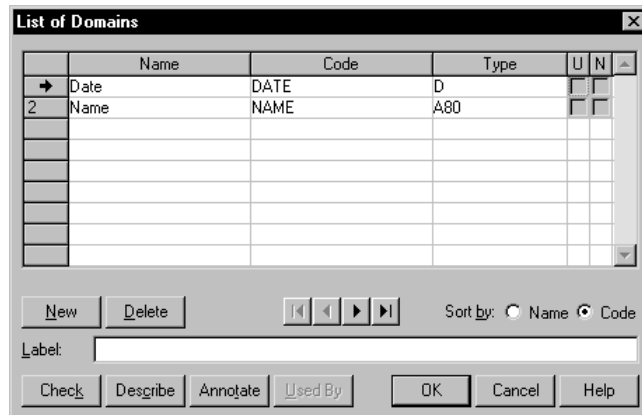 List of Domains
Name Code Type U N
Date DATE D
2 Name NAME A80
New Delete Sort by: Name Code
Label:
Check Describe Annotate Used By OK Cancel Help